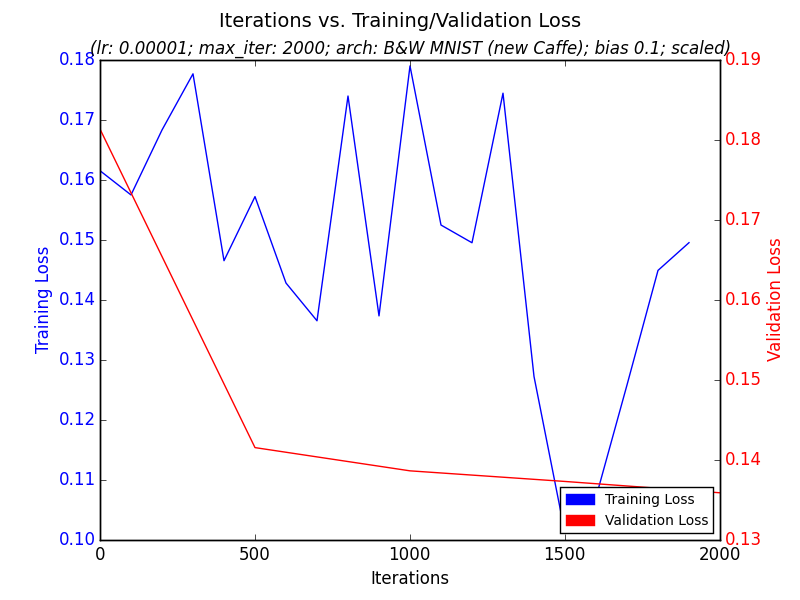 Iterations vs. Training/Validation Loss
(lr: 0.00001; max_iter: 2000; arch: B&W MNIST (new Caffe); bias 0.1; scaled)
0.18
0.17
0.16
0.15
0.14
0.13
0.12
0.11
0.10
Training Loss
0.19
0.18
0.17
0.16
0.15
0.14
0.13
Validation Loss
Training Loss
Validation Loss
0 500 1000 1500 2000
Iterations